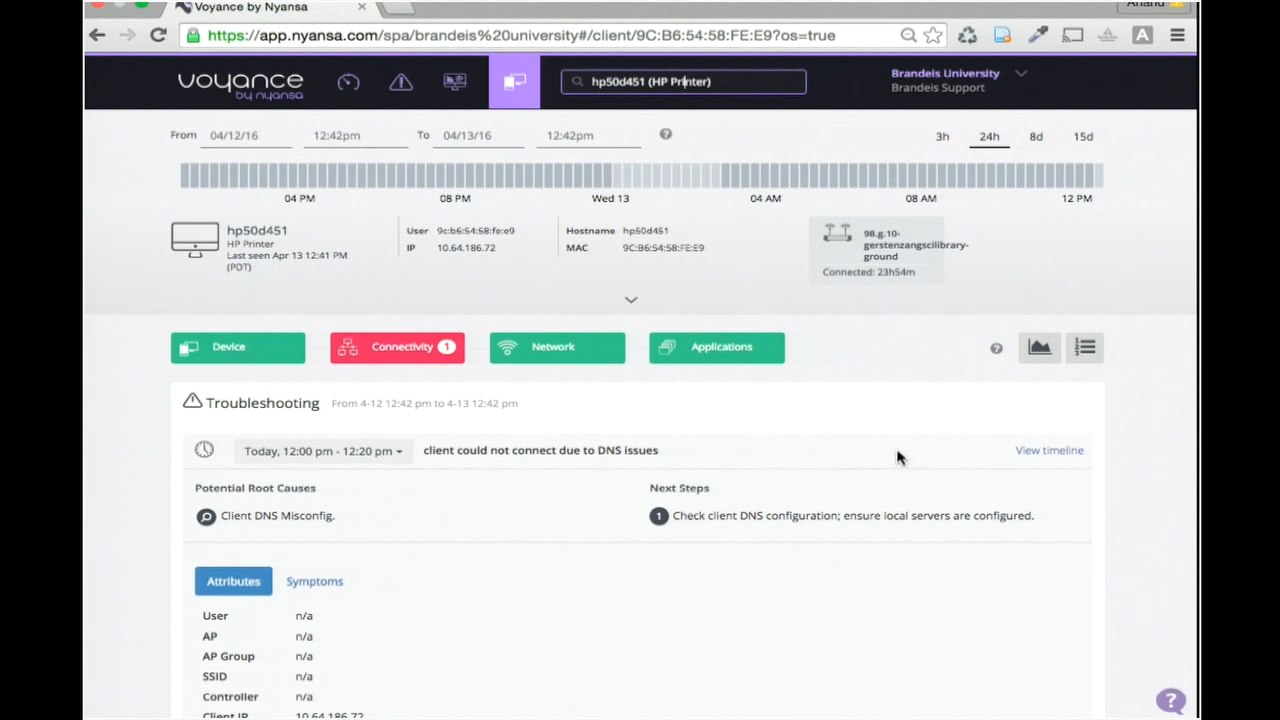 Voyance by Nyansa
Anand
https://app.nyansa.com/spa/brandeis%20university#/client/9C:B6:54:58:FE:E9?os=true
voyance
by nyansa
hp50d451 (HP Printer)
Brandeis University
Brandeis Support
From 04/12/16 12:42pm To 04/13/16 12:42pm
3h 24h 8d 15d
04 PM 08 PM Wed 13 04 AM 08 AM 12 PM
hp50d451
HP Printer
Last seen Apr 13 12:41 PM
(PDT)
User 9c:b6:54:58:fe:e9
IP 10.64.186.72
Hostname hp50d451
MAC 9C:B6:54:58:FE:E9
98.g.10-
gerstenzangscilibrary-
ground
Connected: 23h54m
Device
Connectivity 1
Network
Applications
Troubleshooting From 4-12 12:42 pm to 4-13 12:42 pm
Today, 12:00 pm - 12:20 pm client could not connect due to DNS issues View timeline
Potential Root Causes
Client DNS Misconfig.
Next Steps
1 Check client DNS configuration; ensure local servers are configured.
Attributes Symptoms
User n/a
AP n/a
AP Group n/a
SSID n/a
Controller n/a
Client IP 10.64.186.72